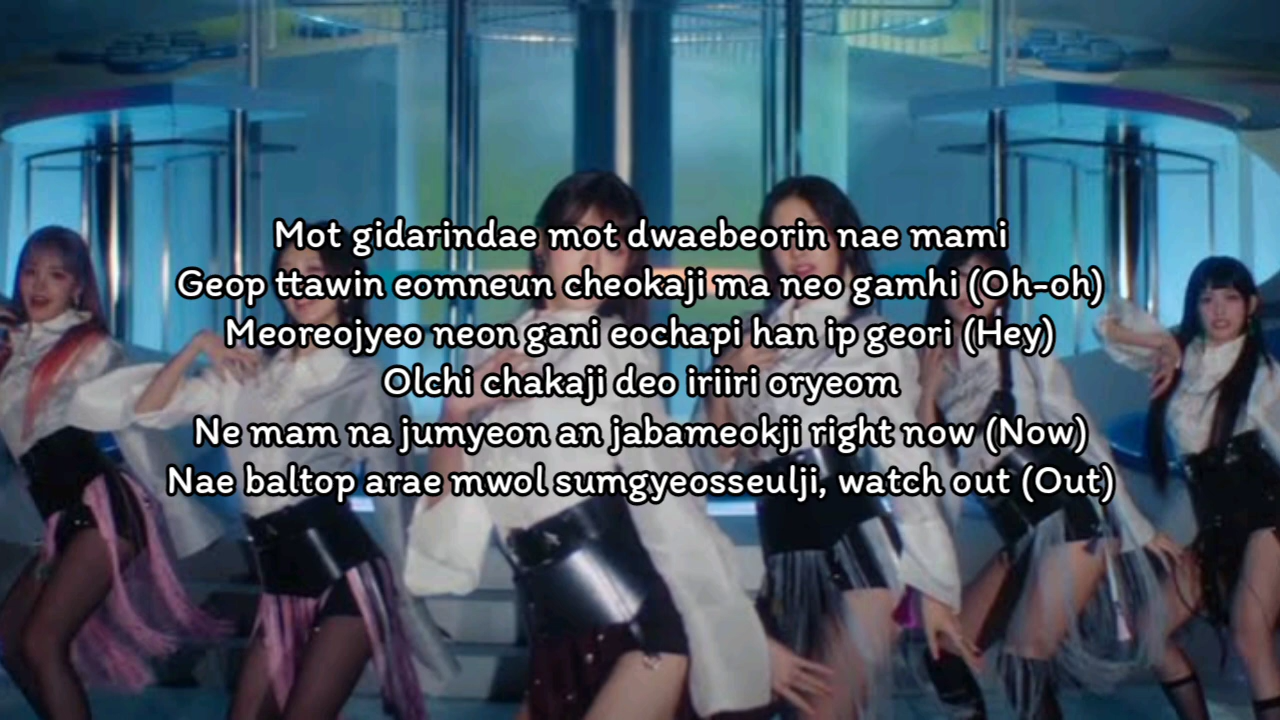 Mot gidarindae mot dwaebeorin nae mami
Geop ttawin eomneun cheokaji ma neo gamhi (Oh-oh)
Meoreojyeo neon gani eochapi han ip geori (Hey)
Olchi chakaji deo iriiri oryeom
Ne mam na jumyeon an jabameokji right now (Now)
Nae baltop arae mwol sumgyeosseulji, watch out (Out)